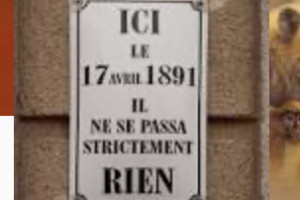 ICI
LE
17 AVRIL 1891
IL
NE SE PASSA
STRICTEMENT
RIEN